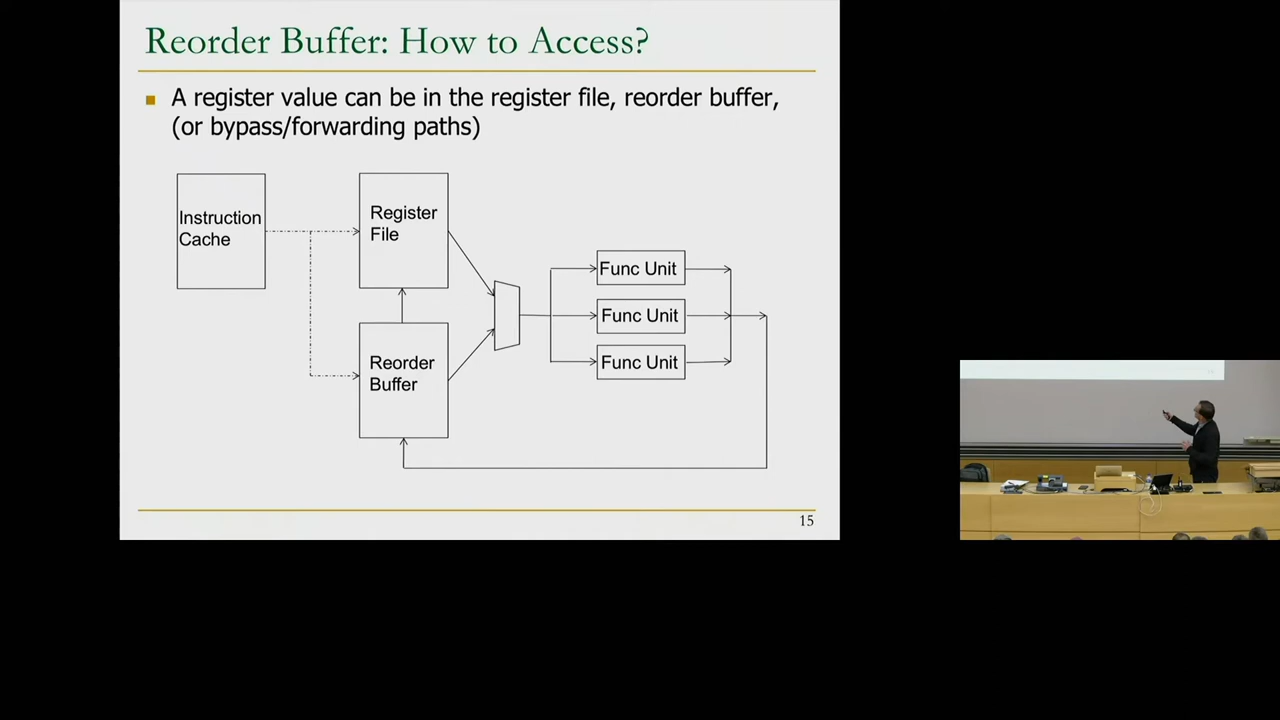 Reorder Buffer: How to Access?
A register value can be in the register file, reorder buffer,
(or bypass/forwarding paths)
Instruction
Cache
Register
File
Reorder
Buffer
Func Unit
Func Unit
Func Unit
15